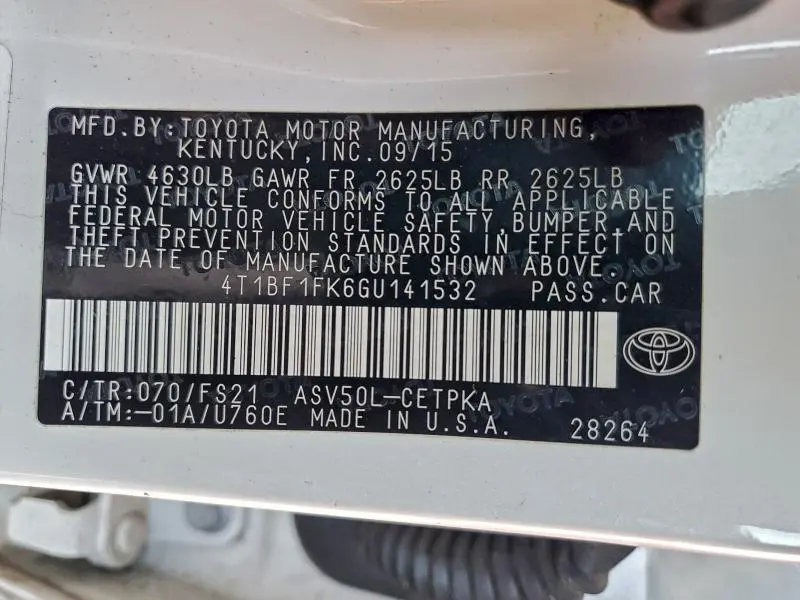 MFD.BY:TOYOTA MOTOR MANUFACTURING,
KENTUCKY,INC.09/15
GVWR 4630LB GAWR FR 2625LB RR 2625LB
THIS VEHICLE CONFORMS TO ALL APPLICABLE
FEDERAL MOTOR VEHICLE SAFETY,BUMPER,AND
THEFT PREVENTION STANDARDS IN EFFECT ON
THE DATE OF MANUFACTURE SHOWN ABOVE.
4T1BF1FK6GU141532 PASS.CAR
C/TR:070/FS21 ASV50L-CETPKA
A/TM:-01A/U760E MADE IN U.S.A. 28264